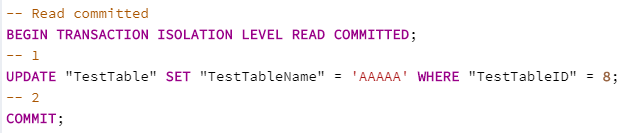 -- Read committed
BEGIN TRANSACTION ISOLATION LEVEL READ COMMITTED;
-- 1
UPDATE "TestTable" SET "TestTableName" = 'AAAAA' WHERE "TestTableID" = 8;
-- 2
COMMIT;